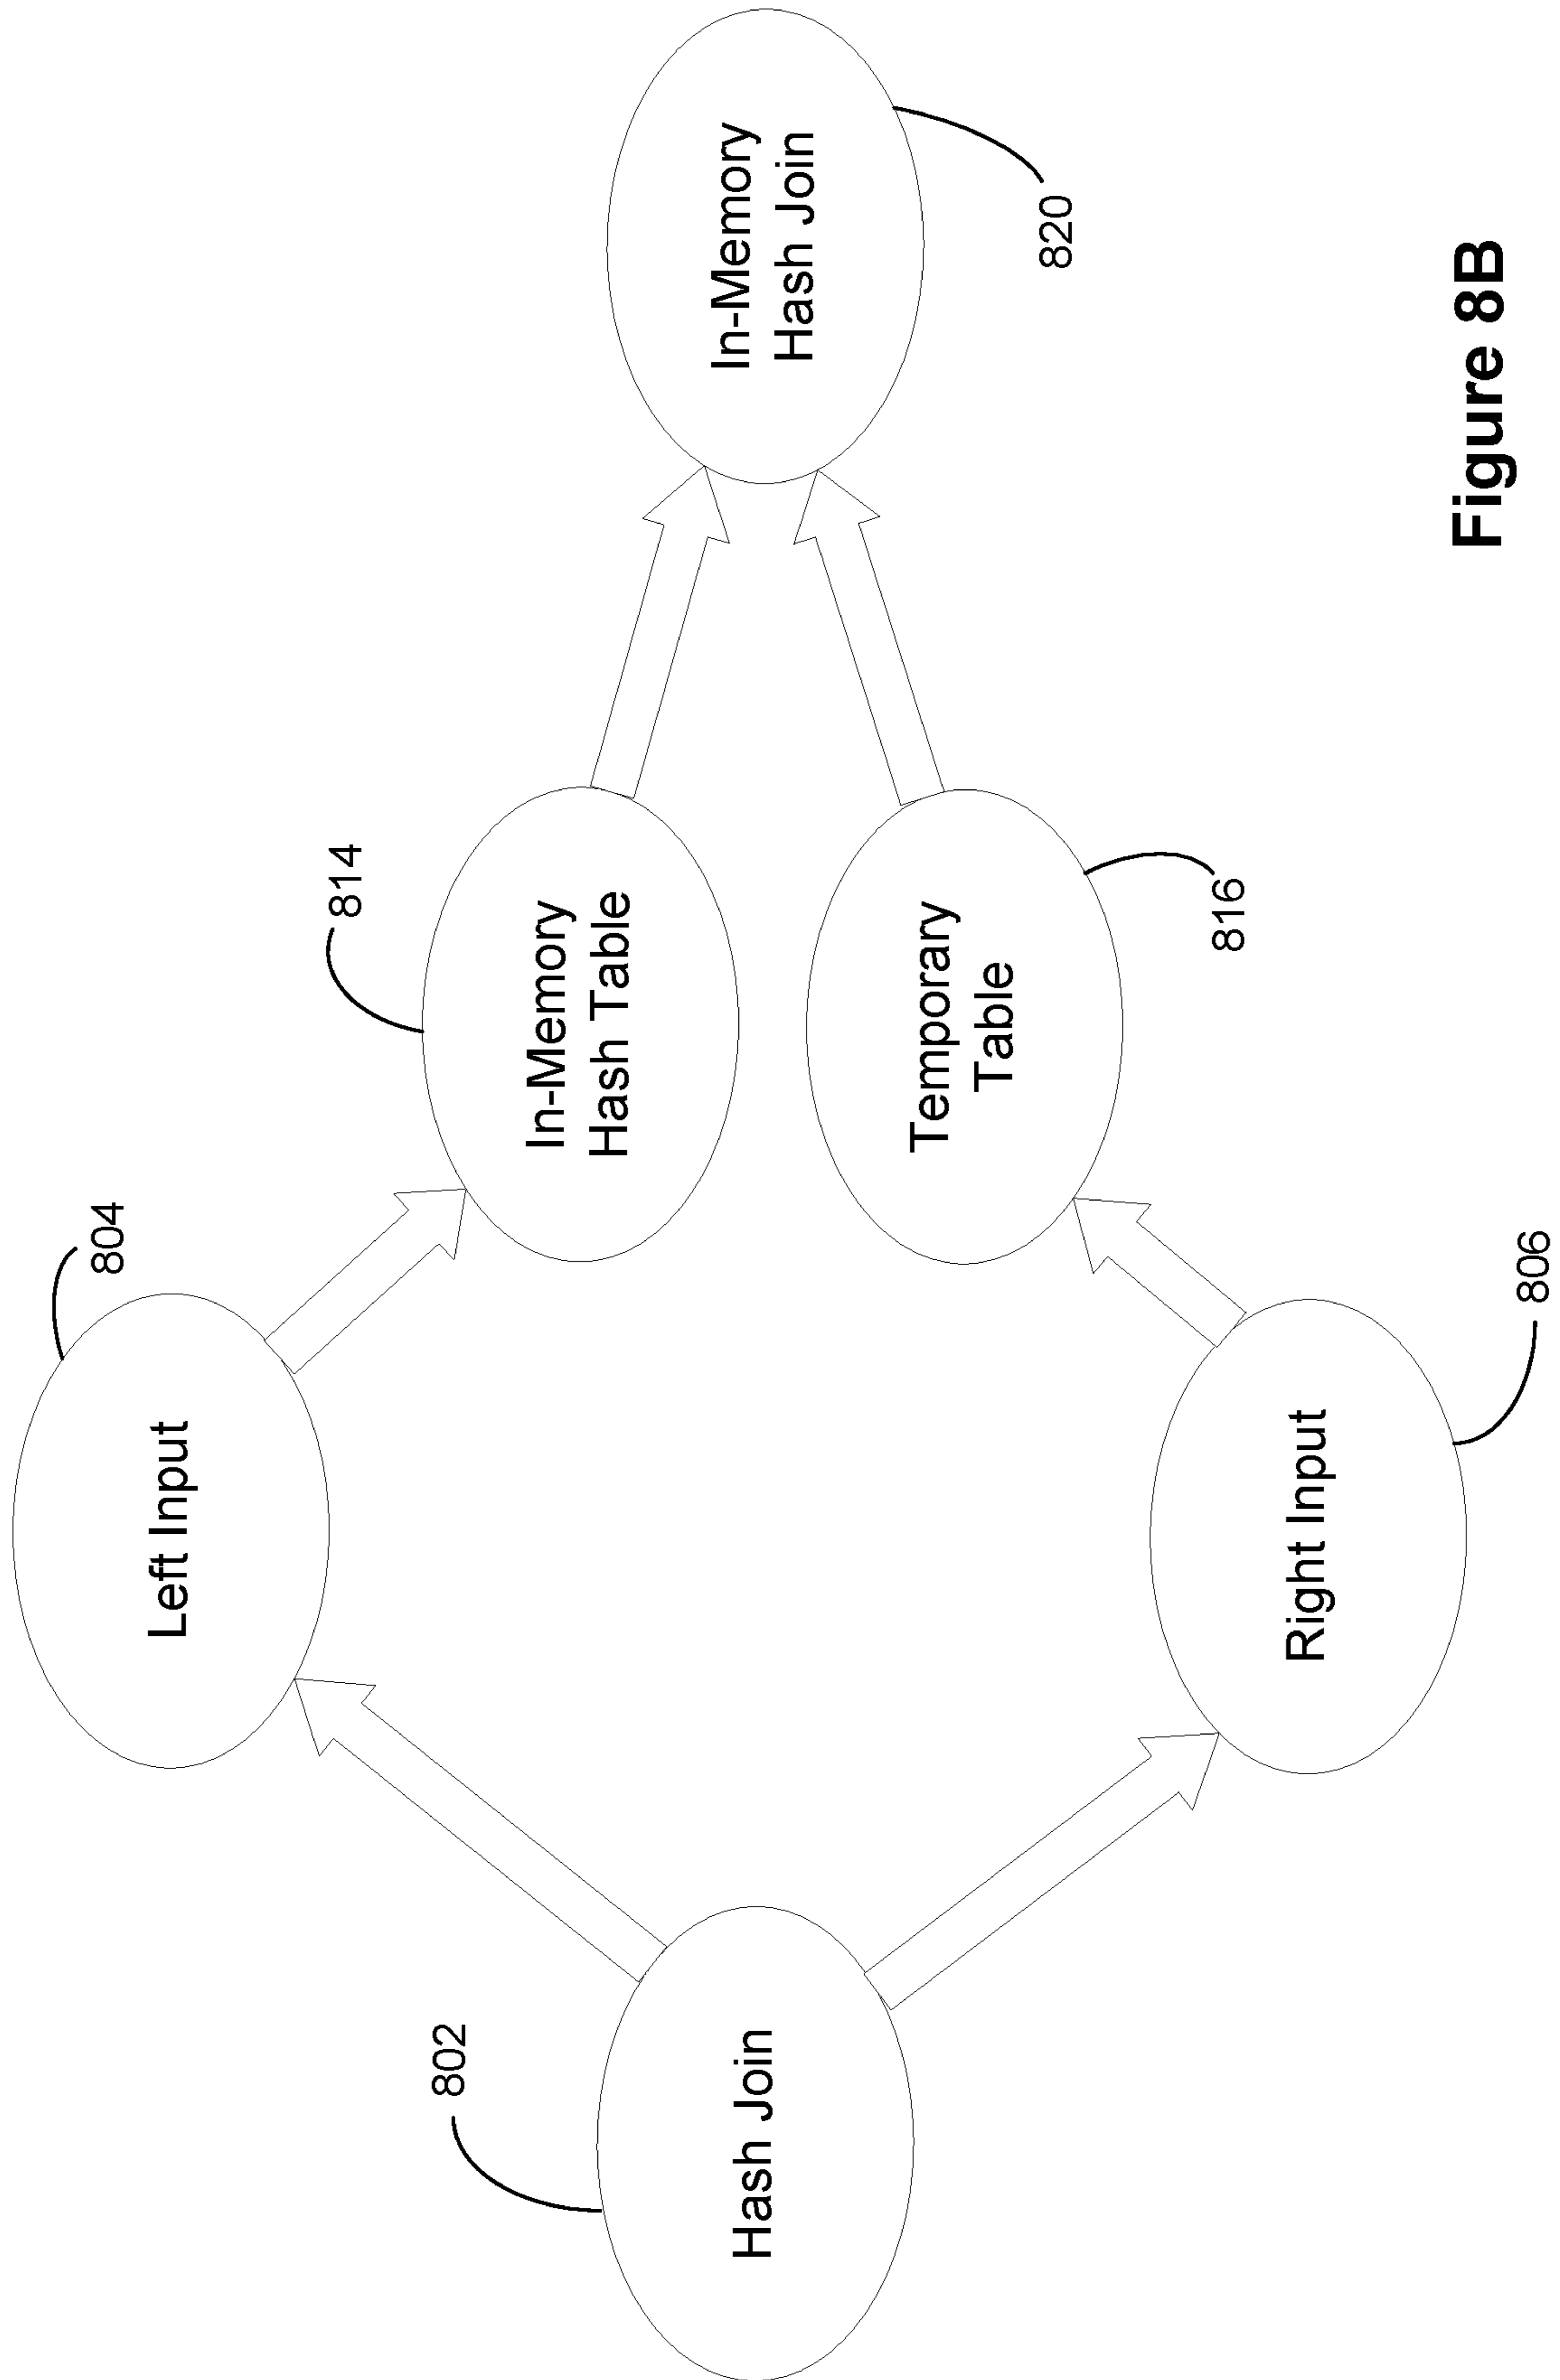 804
Left Input
814
In-Memory
Hash Table
802
Hash Join
In-Memory
Hash Join
820
Temporary
Table
816
Right Input
806
Figure 8B